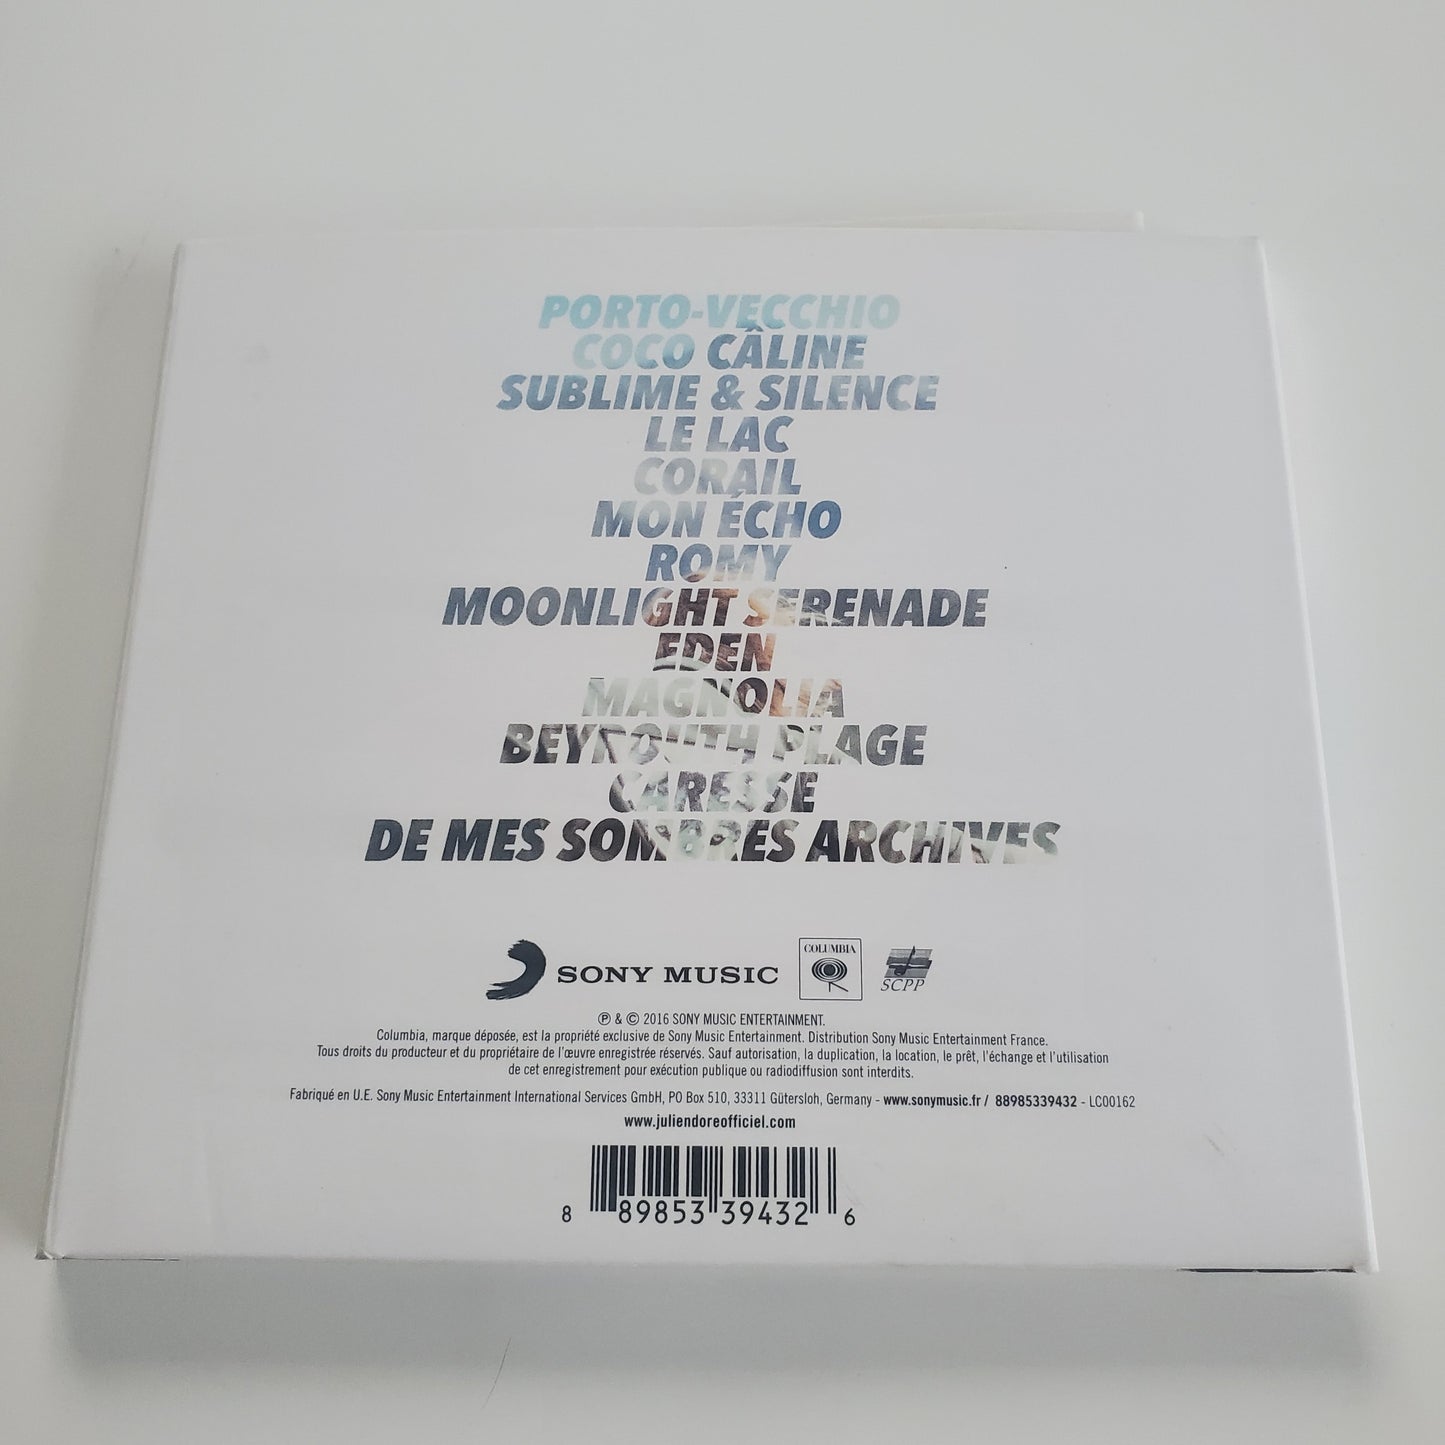 PORTO-VECCHIO
COCO CÂLINE
SUBLIME & SILENCE
LE LAC
CORAIL
MON ÉCHO
ROMY
MOONLIGHT SERENADE
EDEN
MAGNOLIA
BEYROUTH PLAGE
CARESSE
DE MES SOMBRES ARCHIVES
SONY MUSIC
COLUMBIA
SCPP
℗ & © 2016 SONY MUSIC ENTERTAINMENT.
Columbia, marque déposée, est la propriété exclusive de Sony Music Entertainment. Distribution Sony Music Entertainment France.
Tous droits du producteur et du propriétaire de l'œuvre enregistrée réservés. Sauf autorisation, la duplication, la location, le prêt, l'échange et l'utilisation
de cet enregistrement pour exécution publique ou radiodiffusion sont interdits.
Fabriqué en U.E. Sony Music Entertainment International Services GmbH, PO Box 510, 33311 Gütersloh, Germany - www.sonymusic.fr / 88985339432 - LC00162
www.juliendoreofficiel.com
8 89853 39432 6